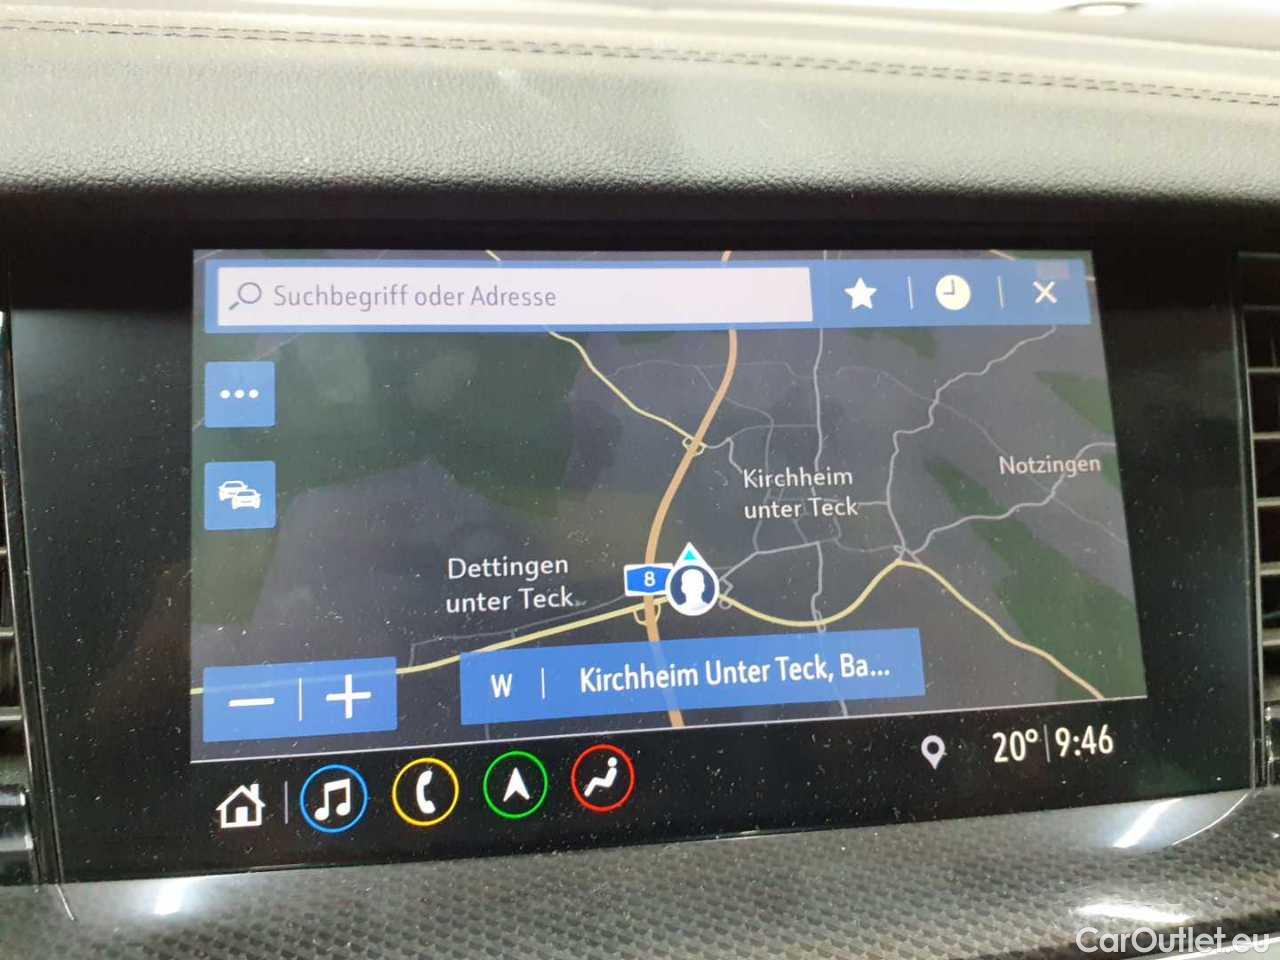 Suchbegriff oder Adresse
Kirchheim
unter Teck
Notzingen
Dettingen
unter Teck
8
W | Kirchheim Unter Teck, Ba...
20° | 9:46
CarOutlet.eu